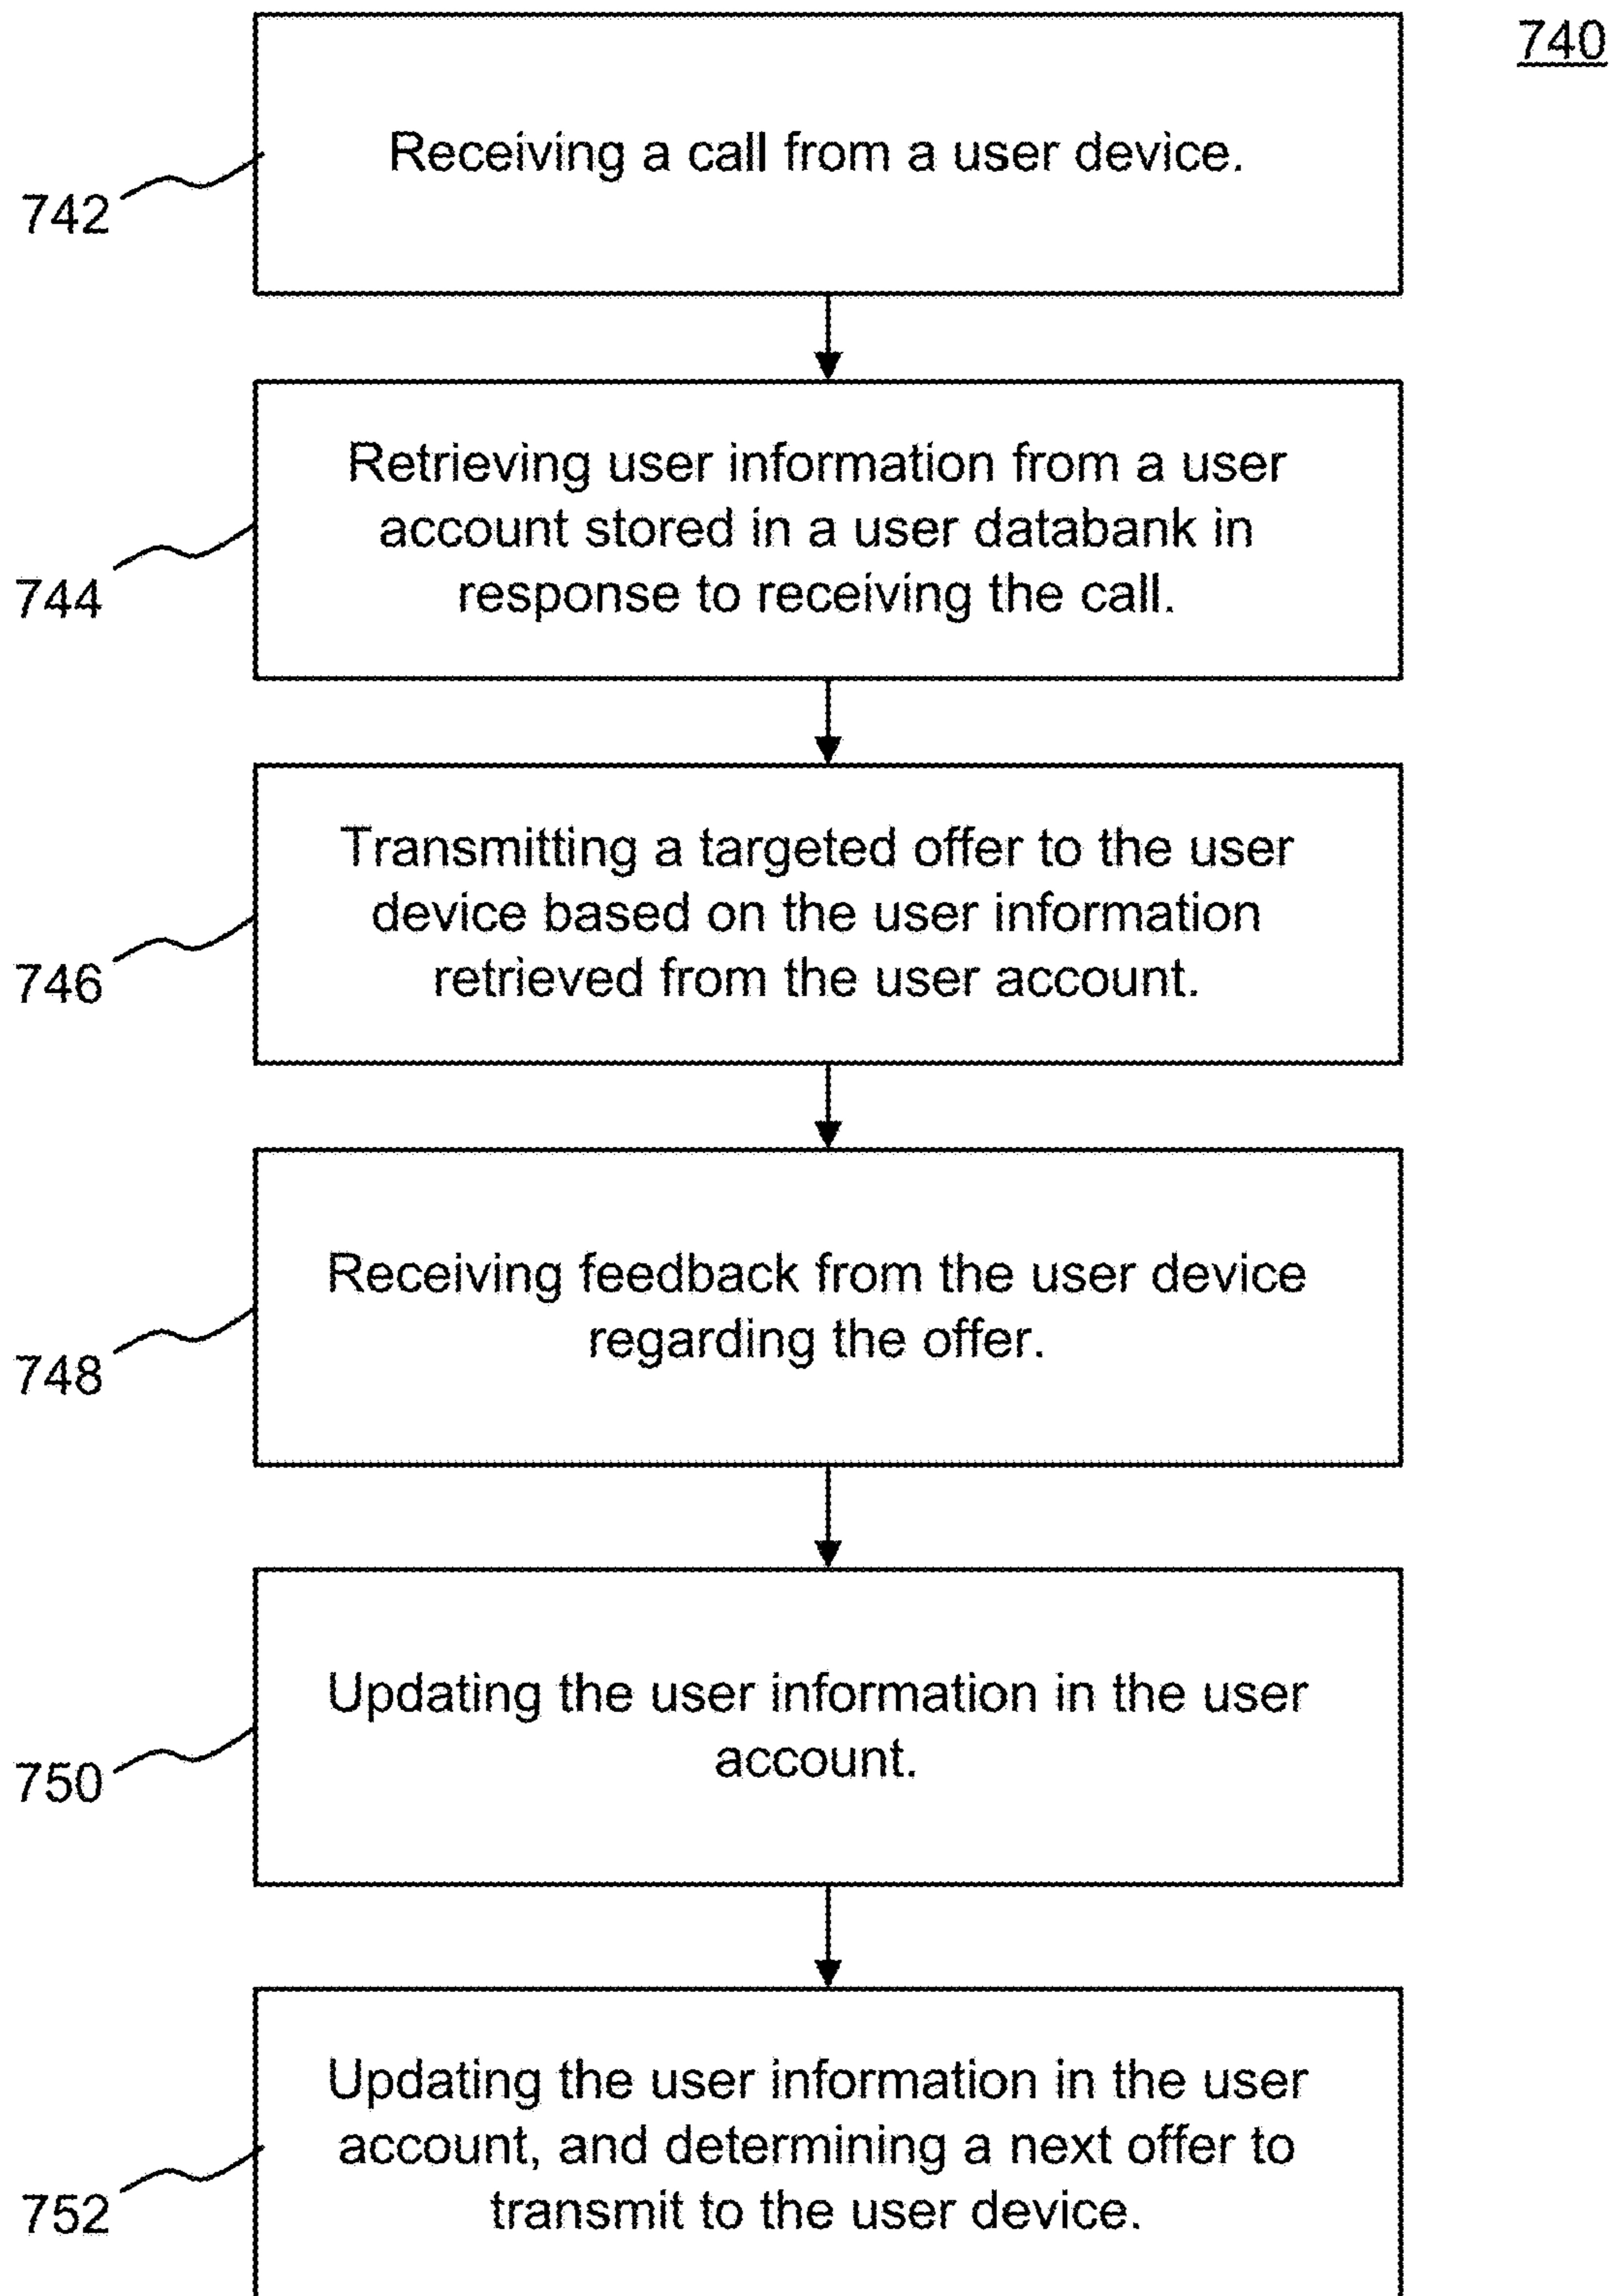 740
Receiving a call from a user device.
742
Retrieving user information from a user
account stored in a user databank in
response to receiving the call.
744
Transmitting a targeted offer to the user
device based on the user information
retrieved from the user account.
746
Receiving feedback from the user device
regarding the offer.
748
Updating the user information in the user
account.
750
Updating the user information in the user
account, and determining a next offer to
transmit to the user device.
752